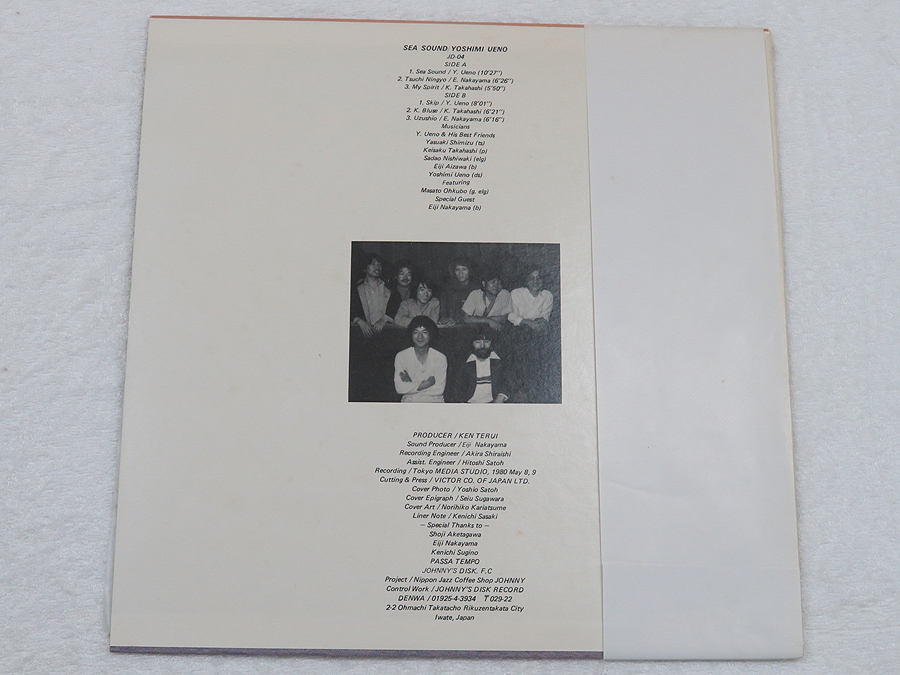 SEA SOUND/YOSHIMI UENO
JD-04
SIDE A
1. Sea Sound / Y. Ueno (10'27")
2. Tsuchi Ningyo / E. Nakayama (6'26")
3. My Spirit / K. Takahashi (5'50")
SIDE B
1. Skip / Y. Ueno (8'01")
2. K. Bluse / K. Takahashi (6'21")
3. Uzushio / E. Nakayama (6'16")
Musicians
Y. Ueno & His Best Friends
Yasuaki Shimizu (ts)
Keisaku Takahashi (p)
Sadao Nishiwaki (elg)
Eiji Aizawa (b)
Yoshimi Ueno (ds)
Featuring
Masato Ohkubo (g, elg)
Special Guest
Eiji Nakayama (b)
PRODUCER / KEN TERUI
Sound Producer / Eiji Nakayama
Recording Engineer / Akira Shiraishi
Assist. Engineer / Hitoshi Satoh
Recording / Tokyo MEDIA STUDIO, 1980 May 8, 9
Cutting & Press / VICTOR CO. OF JAPAN LTD.
Cover Photo / Yoshio Satoh
Cover Epigraph / Seiu Sugawara
Cover Art / Norihiko Kariatsume
Liner Note / Kenichi Sasaki
— Special Thanks to —
Shoji Aketagawa
Eiji Nakayama
Kenichi Sugino
PASSA TEMPO
JOHNNY'S DISK. F.C
Project / Nippon Jazz Coffee Shop JOHNNY
Control Work / JOHNNY'S DISK RECORD
DENWA / 01925-4-3934 〒029-22
2-2 Ohmachi Takatacho Rikuzentakata City
Iwate, Japan